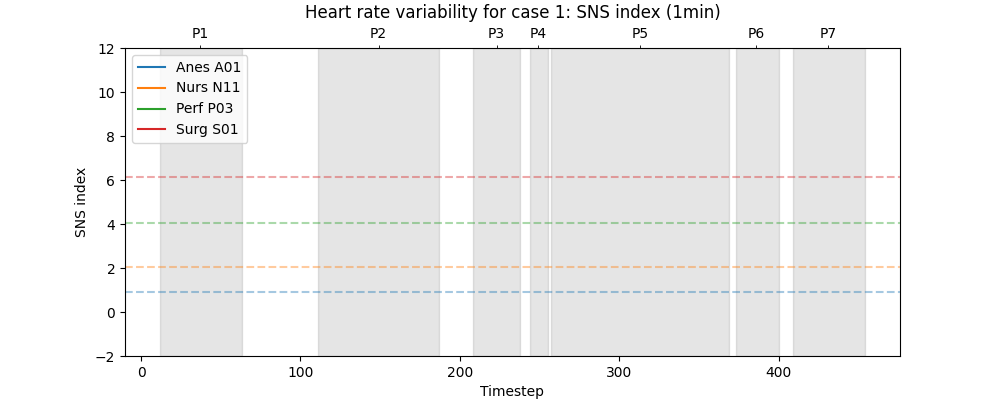 Heart rate variability for case 1: SNS index (1min)
P1 P2 P3 P4 P5 P6 P7
12
10
8
6
4
2
0
−2
SNS index
Anes A01
Nurs N11
Perf P03
Surg S01
0 100 200 300 400
Timestep